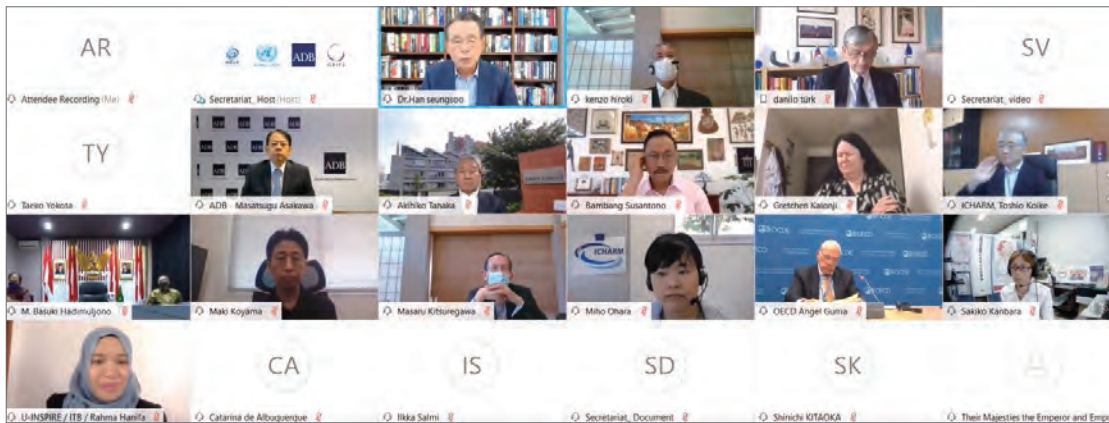 AR
Attendee Recording (Me)
ADB
Secretariat_Host (Host)
Dr.Han seungsoo
kenzo hiroki
danilo türk
SV
Secretariat_video
TY
Taeko Yokota
ADB
ADB - Masatsugu Asakawa
Akihiko Tanaka
Bambang Susantono
Gretchen Kalonji
ICHARM, Toshio Koike
M. Basuki Hadimuljono
Maki Koyama
Masaru Kitsuregawa
ICHARM
Miho Ohara
OECD Angel Gurria
Sakiko Kanbara
U-INSPIRE / ITB / Rahma Hanifa
CA
Catarina de Albuquerque
IS
Ilkka Salmi
SD
Secretariat_Document
SK
Shinichi KITAOKA
Their Majesties the Emperor and Empr